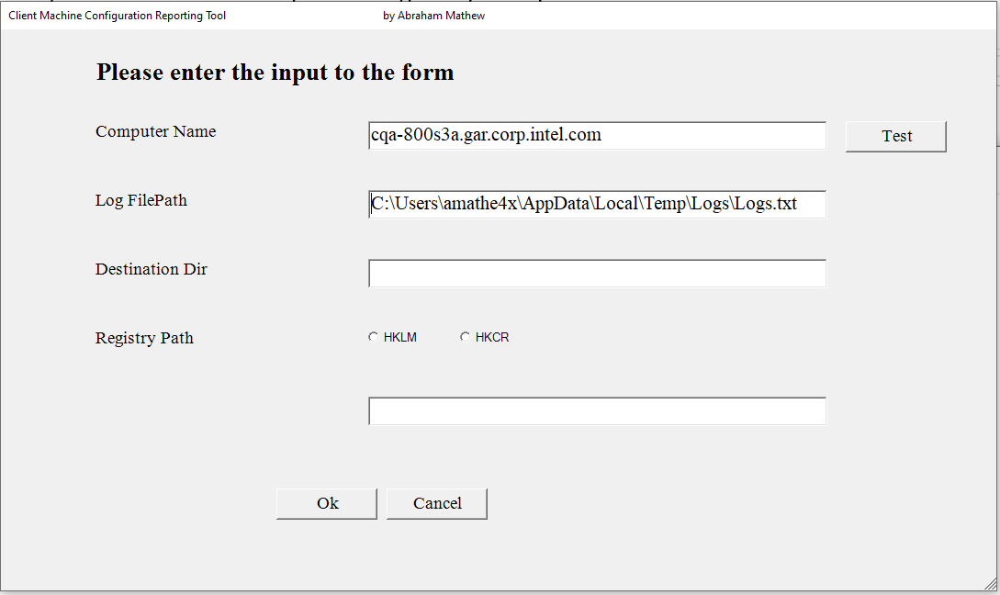 Client Machine Configuration Reporting Tool by Abraham Mathew
Please enter the input to the form
Computer Name cqa-800s3a.gar.corp.intel.com Test
Log FilePath C:\Users\amathe4x\AppData\Local\Temp\Logs\Logs.txt
Destination Dir
Registry Path HKLM HKCR
Ok Cancel